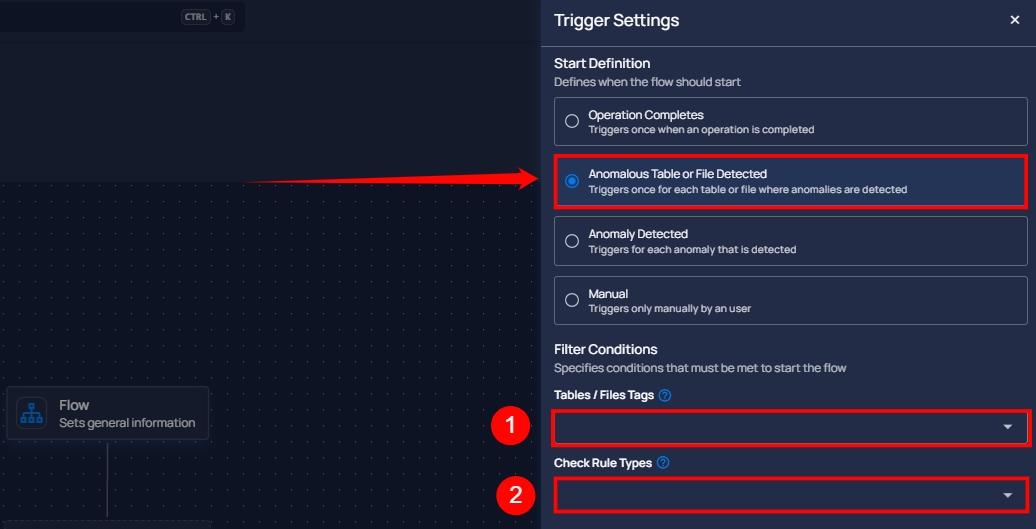 CTRL + K
Trigger Settings
Start Definition
Defines when the flow should start
Operation Completes
Triggers once when an operation is completed
Anomalous Table or File Detected
Triggers once for each table or file where anomalies are detected
Anomaly Detected
Triggers for each anomaly that is detected
Manual
Triggers only manually by an user
Filter Conditions
Specifies conditions that must be met to start the flow
Tables / Files Tags ?
1
Check Rule Types ?
2
Flow
Sets general information